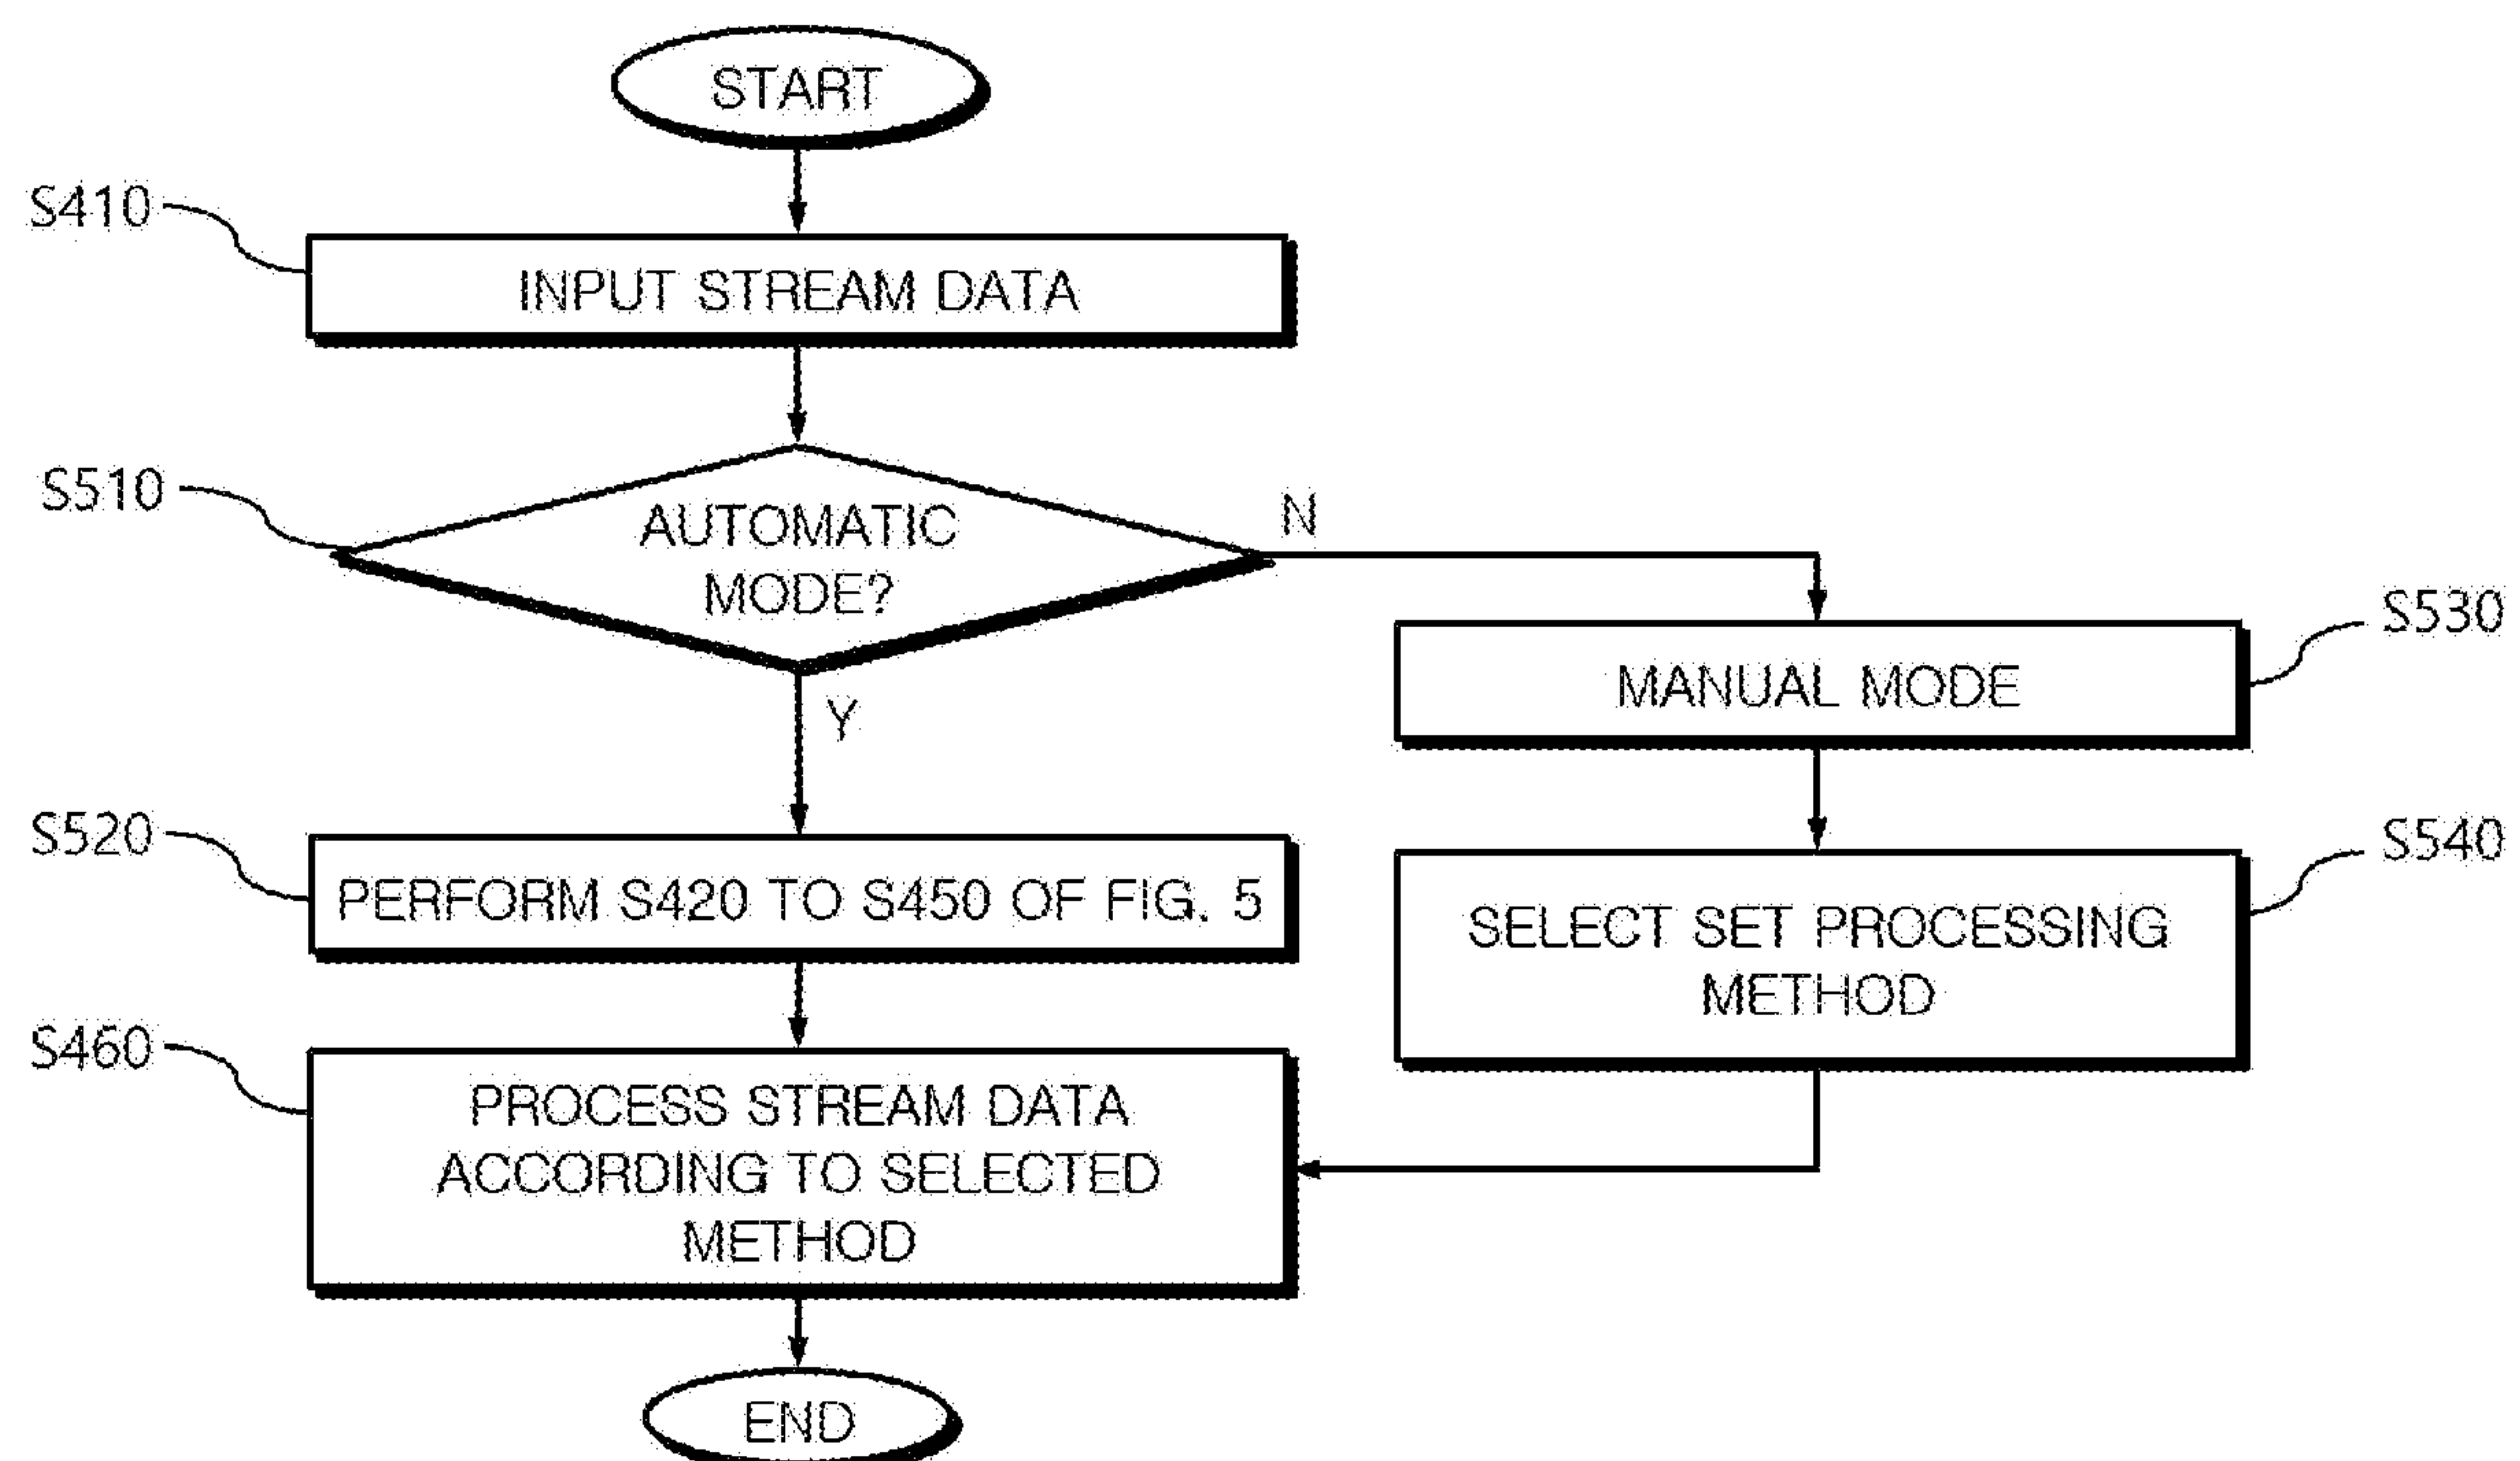 START
S410
INPUT STREAM DATA
S510
AUTOMATIC
MODE?
N
S530
MANUAL MODE
Y
S520
PERFORM S420 TO S450 OF FIG. 5
S540
SELECT SET PROCESSING
METHOD
S460
PROCESS STREAM DATA
ACCORDING TO SELECTED
METHOD
END